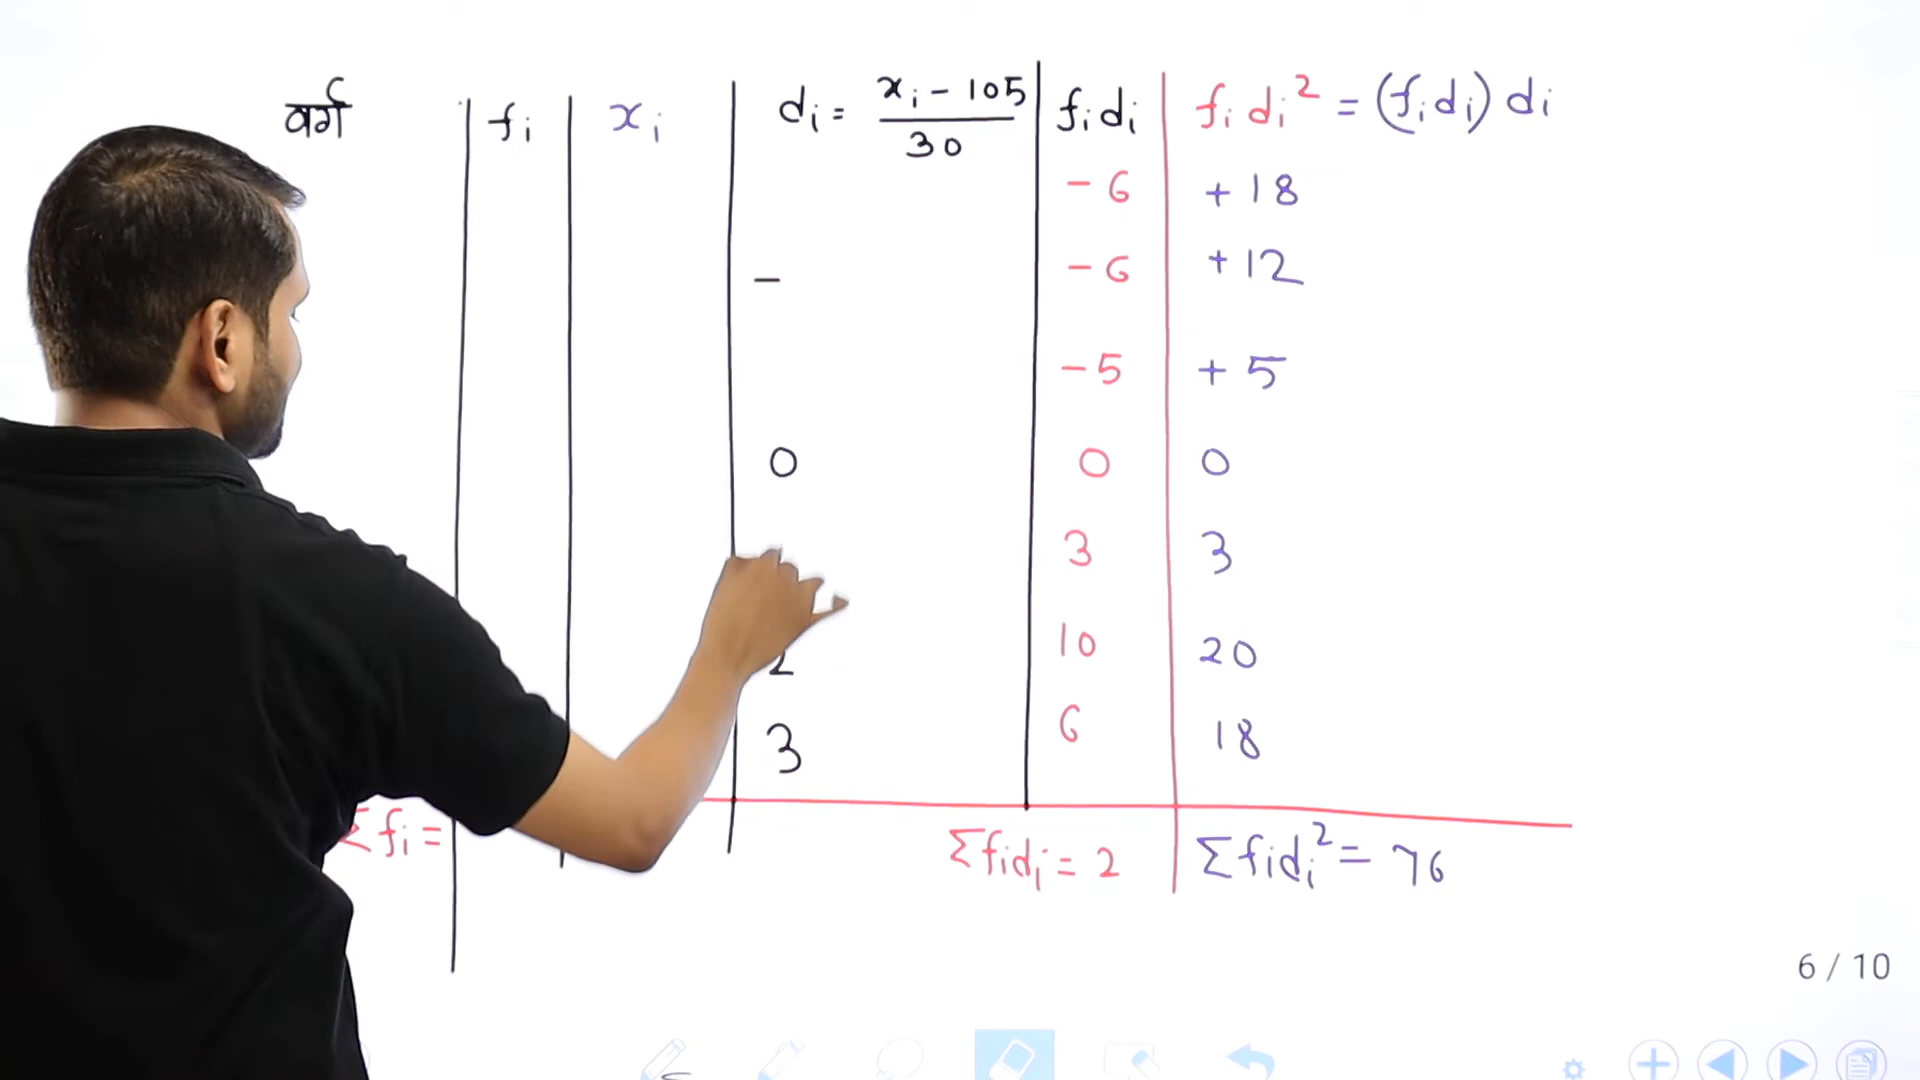 वर्ग fᵢ xᵢ dᵢ = xᵢ - 105 / 30 fᵢdᵢ fᵢdᵢ² = (fᵢdᵢ) dᵢ
- 6 + 18
- - 6 + 12
- 5 + 5
0 0 0
3 3
2 10 20
3 6 18
Σfᵢ = Σfᵢdᵢ = 2 Σfᵢdᵢ² = 76
6 / 10